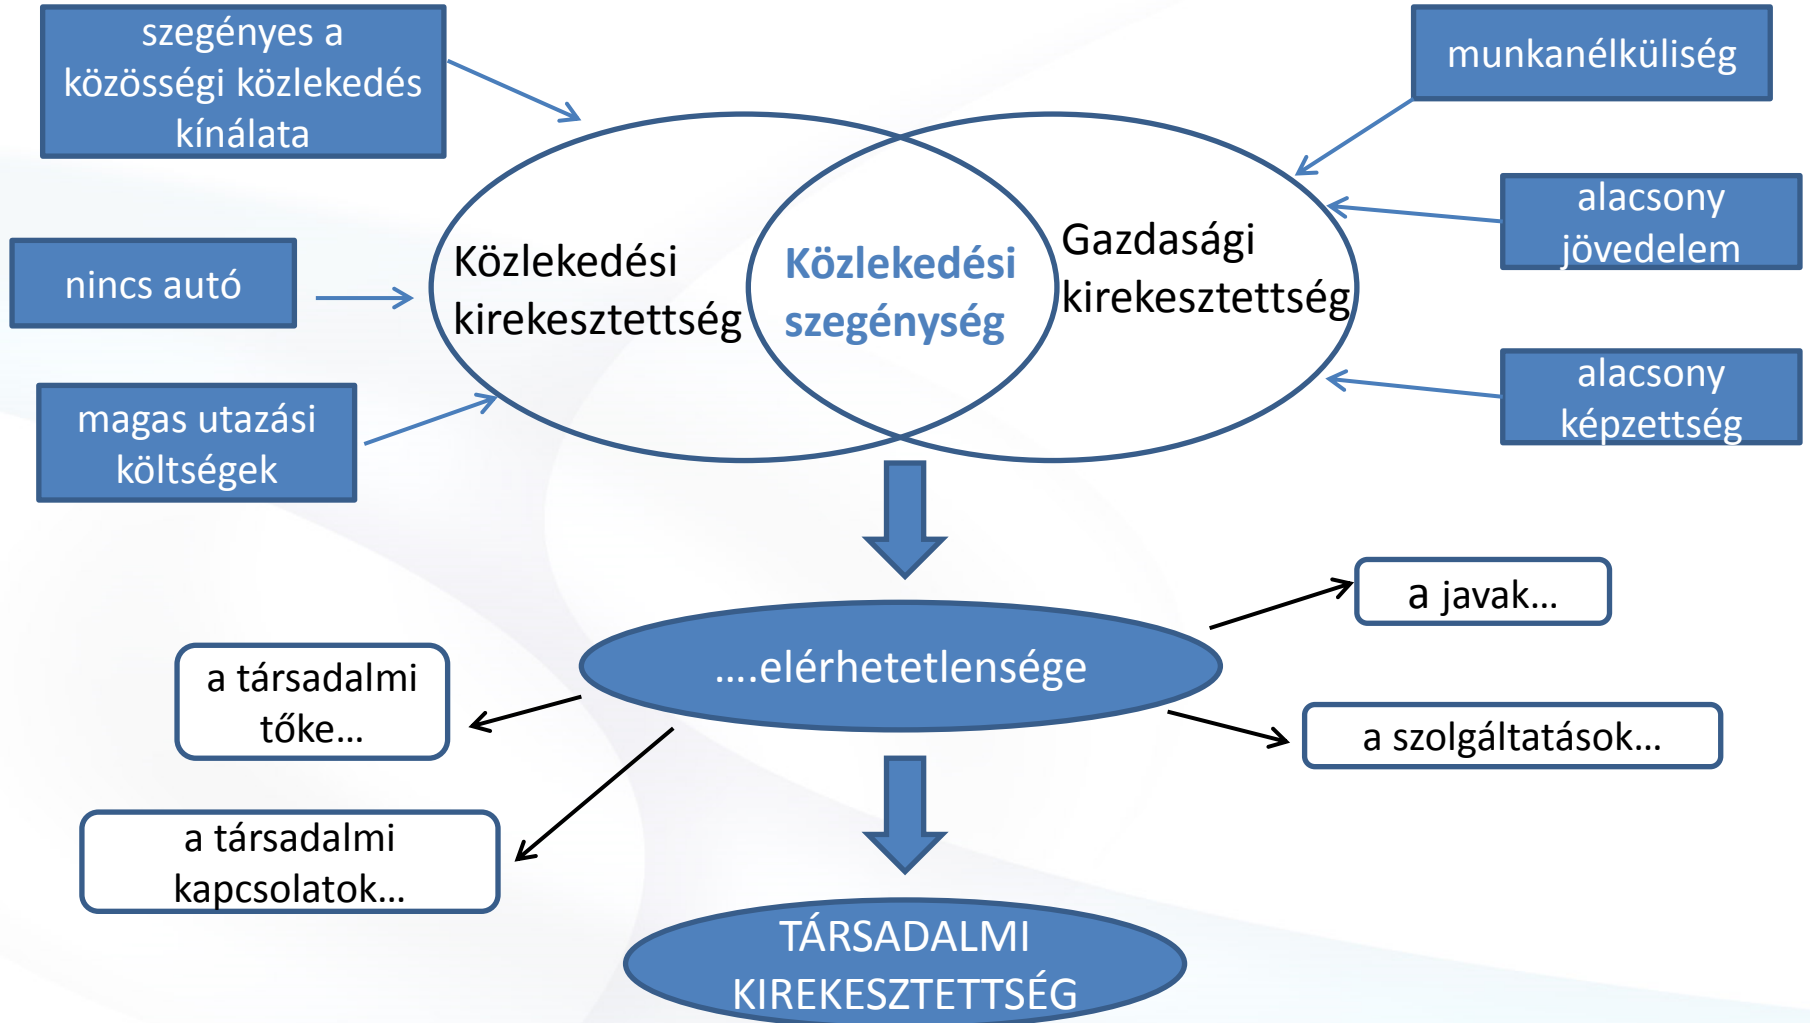 szegényes a
közösségi közlekedés
kínálata
munkanélküliség
alacsony
jövedelem
nincs autó
Közlekedési
kirekesztettség
Közlekedési
szegénység
Gazdasági
kirekesztettség
magas utazási
költségek
alacsony
képzettség
a javak...
....elérhetetlensége
a társadalmi
tőke...
a szolgáltatások...
a társadalmi
kapcsolatok...
TÁRSADALMI
KIREKESZTETTSÉG